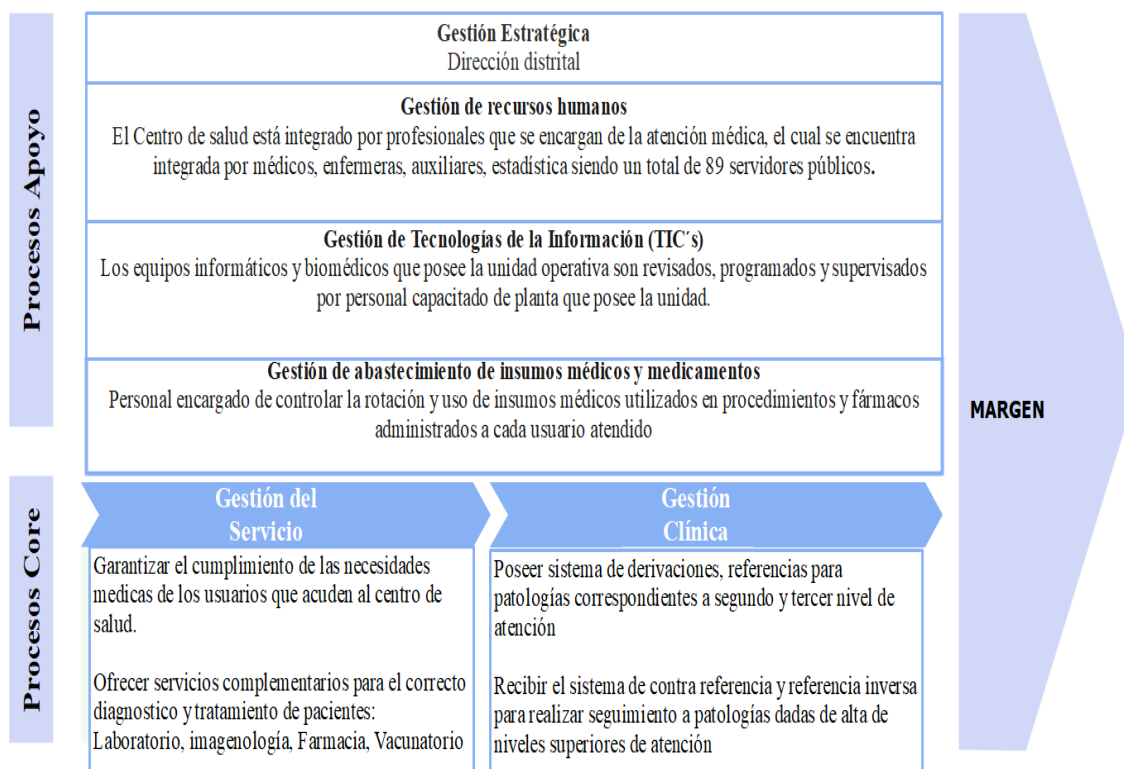 Procesos Apoyo
Gestión Estratégica
Dirección distrital
Gestión de recursos humanos
El Centro de salud está integrado por profesionales que se encargan de la atención médica, el cual se encuentra
integrada por médicos, enfermeras, auxiliares, estadística siendo un total de 89 servidores públicos.
Gestión de Tecnologías de la Información (TIC´s)
Los equipos informáticos y biomédicos que posee la unidad operativa son revisados, programados y supervisados
por personal capacitado de planta que posee la unidad.
Gestión de abastecimiento de insumos médicos y medicamentos
Personal encargado de controlar la rotación y uso de insumos médicos utilizados en procedimientos y fármacos
administrados a cada usuario atendido
MARGEN
Procesos Core
Gestión del
Servicio
Garantizar el cumplimiento de las necesidades
medicas de los usuarios que acuden al centro de
salud.
Ofrecer servicios complementarios para el correcto
diagnostico y tratamiento de pacientes:
Laboratorio, imagenología, Farmacia, Vacunatorio
Gestión
Clínica
Poseer sistema de derivaciones, referencias para
patologías correspondientes a segundo y tercer nivel de
atención
Recibir el sistema de contra referencia y referencia inversa
para realizar seguimiento a patologías dadas de alta de
niveles superiores de atención